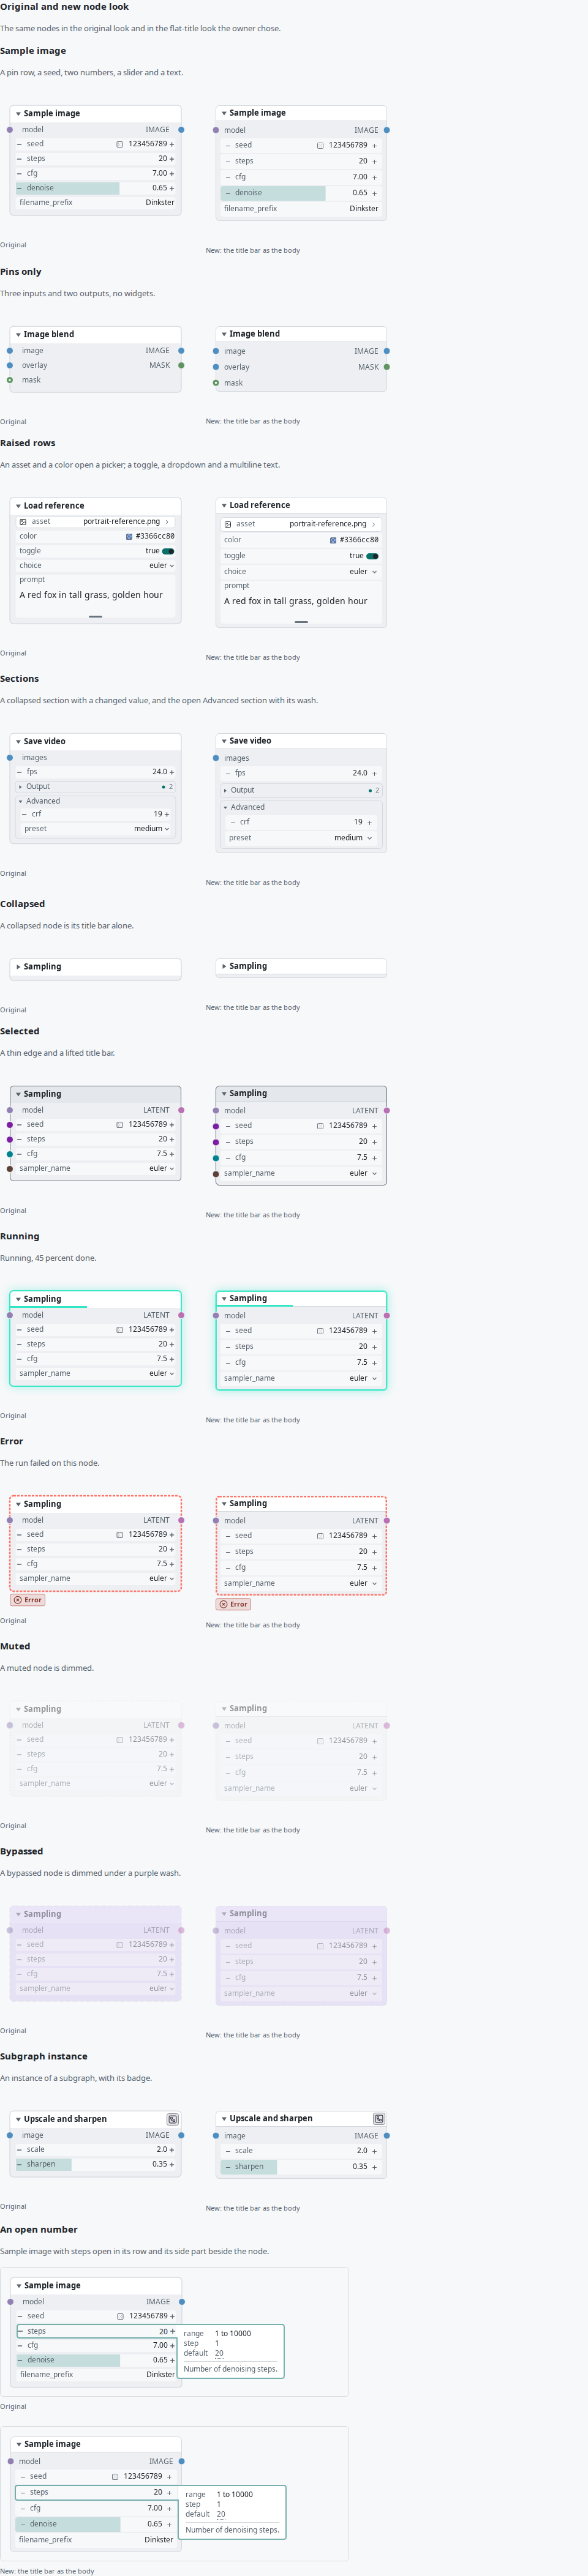 Original and new node look
The same nodes in the original look and in the flat-title look the owner chose.
Sample image
A pin row, a seed, two numbers, a slider and a text.
Sample image
model IMAGE
seed 123456789 +
steps 20 +
cfg 7.00 +
denoise 0.65 +
filename_prefix Dinkster
Original
Sample image
model IMAGE
seed 123456789 +
steps 20 +
cfg 7.00 +
denoise 0.65 +
filename_prefix Dinkster
New: the title bar as the body
Pins only
Three inputs and two outputs, no widgets.
Image blend
image IMAGE
overlay MASK
mask
Original
Image blend
image IMAGE
overlay MASK
mask
New: the title bar as the body
Raised rows
An asset and a color open a picker; a toggle, a dropdown and a multiline text.
Load reference
asset portrait-reference.png
color #3366cc80
toggle true
choice euler
prompt
A red fox in tall grass, golden hour
Original
Load reference
asset portrait-reference.png
color #3366cc80
toggle true
choice euler
prompt
A red fox in tall grass, golden hour
New: the title bar as the body
Sections
A collapsed section with a changed value, and the open Advanced section with its wash.
Save video
images
fps 24.0 +
Output 2
Advanced
crf 19 +
preset medium
Original
Save video
images
fps 24.0 +
Output 2
Advanced
crf 19 +
preset medium
New: the title bar as the body
Collapsed
A collapsed node is its title bar alone.
Sampling
Original
Sampling
New: the title bar as the body
Selected
A thin edge and a lifted title bar.
Sampling
model LATENT
seed 123456789 +
steps 20 +
cfg 7.5 +
sampler_name euler
Original
Sampling
model LATENT
seed 123456789 +
steps 20 +
cfg 7.5 +
sampler_name euler
New: the title bar as the body
Running
Running, 45 percent done.
Sampling
model LATENT
seed 123456789 +
steps 20 +
cfg 7.5 +
sampler_name euler
Original
Sampling
model LATENT
seed 123456789 +
steps 20 +
cfg 7.5 +
sampler_name euler
New: the title bar as the body
Error
The run failed on this node.
Sampling
model LATENT
seed 123456789 +
steps 20 +
cfg 7.5 +
sampler_name euler
Error
Original
Sampling
model LATENT
seed 123456789 +
steps 20 +
cfg 7.5 +
sampler_name euler
Error
New: the title bar as the body
Muted
A muted node is dimmed.
Sampling
model LATENT
seed 123456789 +
steps 20 +
cfg 7.5 +
sampler_name euler
Original
Sampling
model LATENT
seed 123456789 +
steps 20 +
cfg 7.5 +
sampler_name euler
New: the title bar as the body
Bypassed
A bypassed node is dimmed under a purple wash.
Sampling
model LATENT
seed 123456789 +
steps 20 +
cfg 7.5 +
sampler_name euler
Original
Sampling
model LATENT
seed 123456789 +
steps 20 +
cfg 7.5 +
sampler_name euler
New: the title bar as the body
Subgraph instance
An instance of a subgraph, with its badge.
Upscale and sharpen
image IMAGE
scale 2.0 +
sharpen 0.35 +
Original
Upscale and sharpen
image IMAGE
scale 2.0 +
sharpen 0.35 +
New: the title bar as the body
An open number
Sample image with steps open in its row and its side part beside the node.
Sample image
model IMAGE
seed 123456789 +
steps 20 +
cfg 7.00 +
denoise 0.65 +
filename_prefix Dinkster
range 1 to 10000
step 1
default 20
Number of denoising steps.
Original
Sample image
model IMAGE
seed 123456789 +
steps 20 +
cfg 7.00 +
denoise 0.65 +
filename_prefix Dinkster
range 1 to 10000
step 1
default 20
Number of denoising steps.
New: the title bar as the body